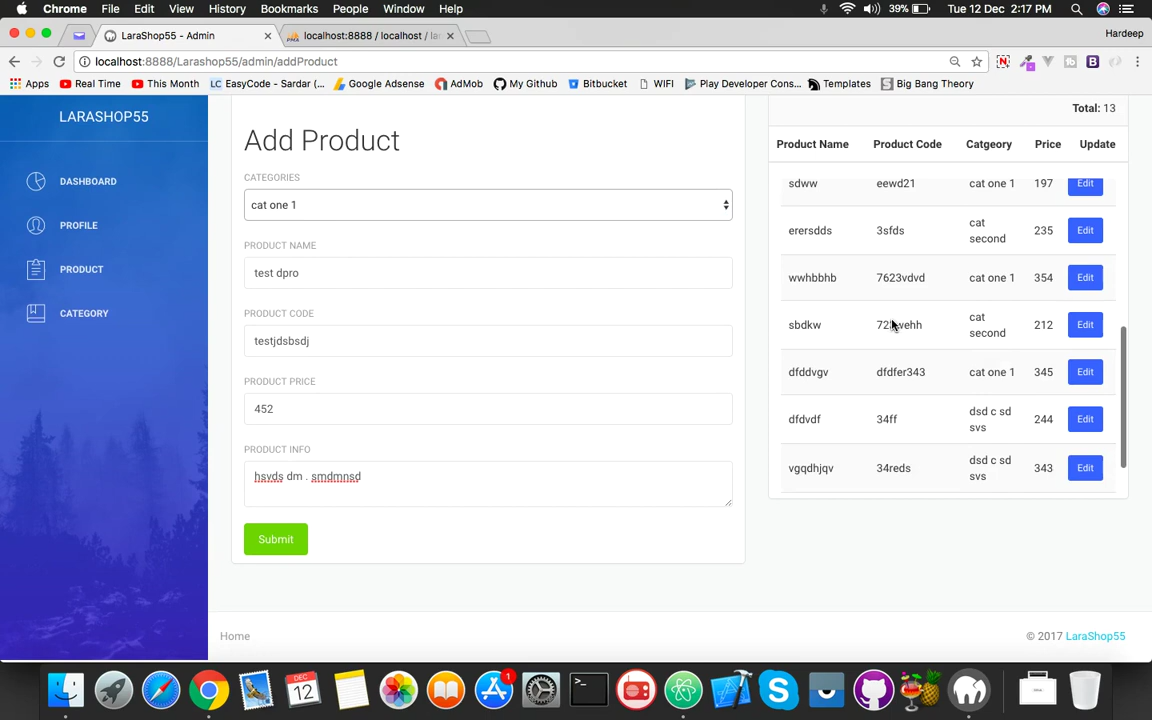 Chrome File Edit View History Bookmarks People Window Help 39% Tue 12 Dec 2:17 PM
LaraShop55 - Admin
localhost:8888 / localhost / la
Hardeep
localhost:8888/Larashop55/admin/addProduct
Apps Real Time This Month LC EasyCode - Sardar (... Google Adsense AdMob My Github Bitbucket WIFI Play Developer Cons... Templates Big Bang Theory
LARASHOP55
DASHBOARD
PROFILE
PRODUCT
CATEGORY
Add Product
CATEGORIES
cat one 1
PRODUCT NAME
test dpro
PRODUCT CODE
testjdsbsdj
PRODUCT PRICE
452
PRODUCT INFO
hsvds dm . smdmnsd
Submit
Total: 13
Product Name Product Code Catgeory Price Update
sdww eewd21 cat one 1 197 Edit
erersdds 3sfds cat second 235 Edit
wwhbbhb 7623vdvd cat one 1 354 Edit
sbdkw cat second 212 Edit
dfddvgv dfdfer343 cat one 1 345 Edit
dfdvdf 34ff dsd c sd svs 244 Edit
vgqdhjqv 34reds dsd c sd svs 343 Edit
Home
© 2017 LaraShop55
DEC
12
1